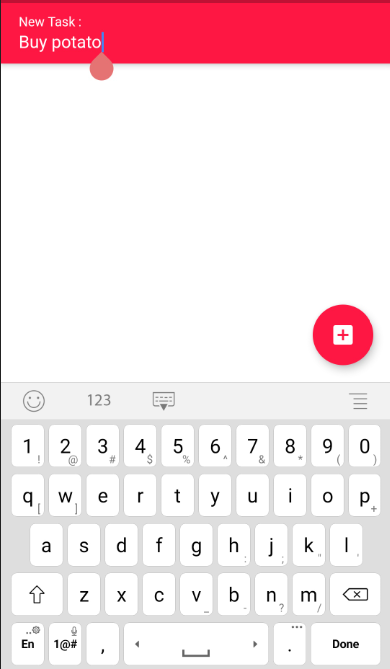 New Task :
Buy potato
123
1 ! 2 @ 3 # 4 $ 5 % 6 ^ 7 & 8 * 9 ( 0 )
q [ w ] e r t y u i o p +
a s d f g h : j ; k " l '
z x c v _ b - n ? m /
En 1@# , . Done